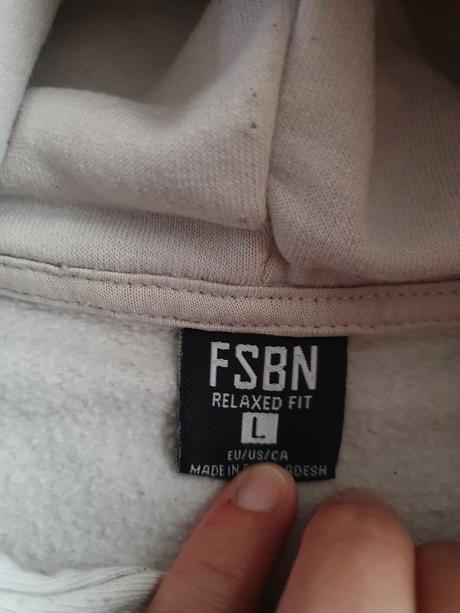 FSBN
RELAXED FIT
L
EU/US/CA
MADE IN